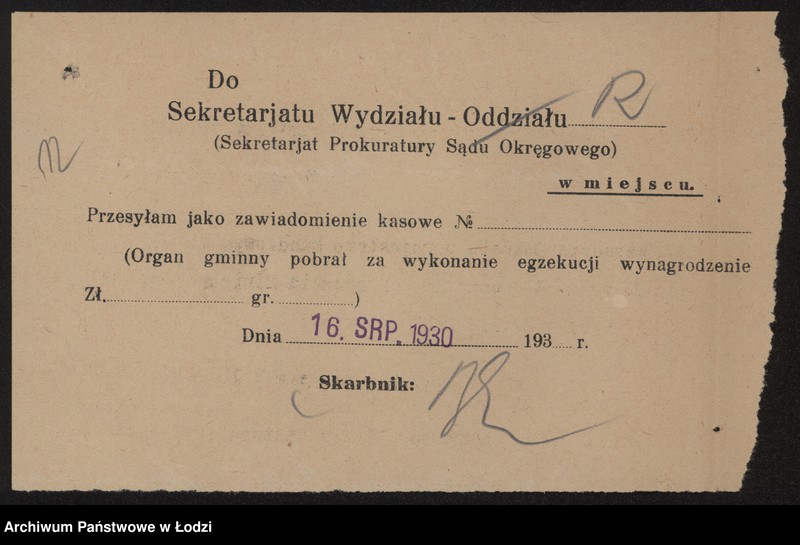 Do
Sekretarjatu Wydziału - Oddziału R
(Sekretarjat Prokuratury Sądu Okręgowego)
w miejscu.
Przesyłam jako zawiadomienie kasowe №
(Organ gminny pobrał za wykonanie egzekucji wynagrodzenie
Zł. gr. )
Dnia 16. SRP. 1930 193 r.
Skarbnik:
Archiwum Państwowe w Łodzi